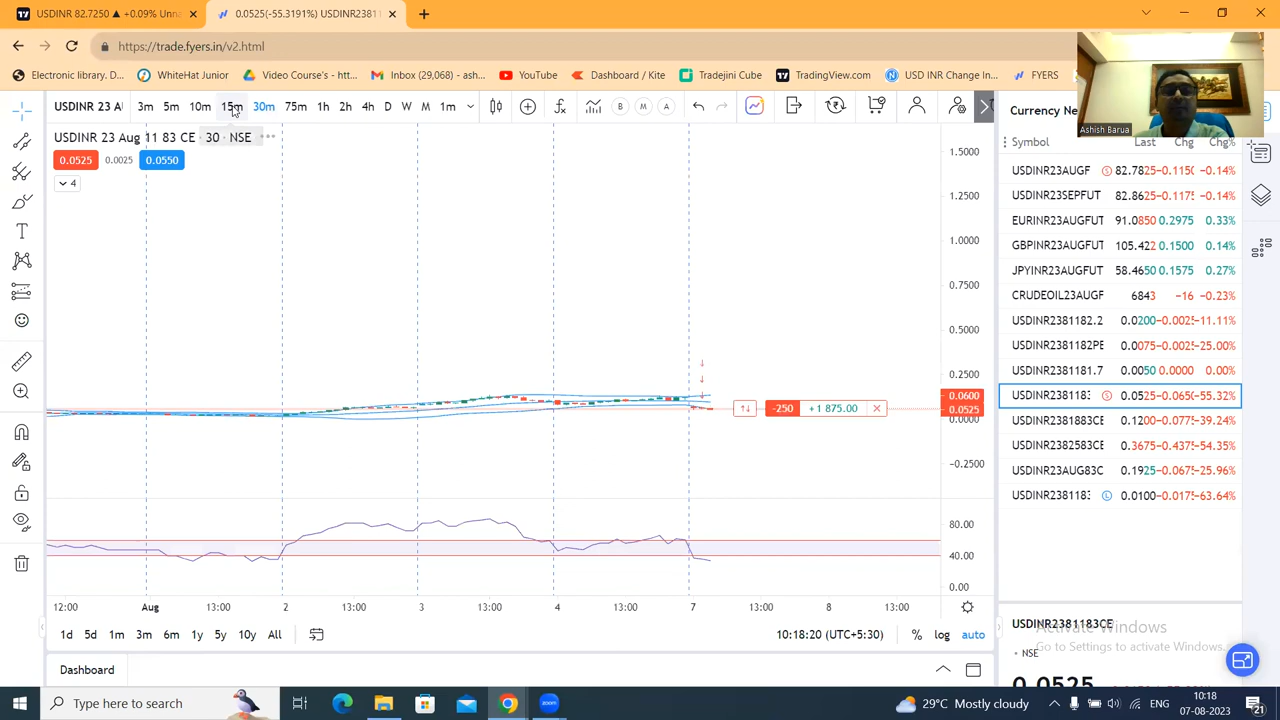 USDINR 82.7250 ▲ +0.09% Unna
0.0525(-55.3191%) USDINR2381
https://trade.fyers.in/v2.html
Electronic library. D... WhiteHat Junior Video Course's - htt... Inbox (29,068) - ash... YouTube Dashboard / Kite Tradejini Cube TradingView.com USD INR Change In... FYERS
Ashish Barua
USDINR 23 A 3m 5m 10m 15m 30m 75m 1h 2h 4h D W M 1m B M A
Currency Ne
USDINR 23 Aug 11 83 CE · 30 · NSE
0.0525 0.0025 0.0550
4
Symbol Last Chg Chg%
USDINR23AUGF S 82.7825 -0.1150 -0.14%
USDINR23SEPFUT 82.8625 -0.1175 -0.14%
EURINR23AUGFUT 91.0850 0.2975 0.33%
GBPINR23AUGFUT 105.422 0.1500 0.14%
JPYINR23AUGFUT 58.4650 0.1575 0.27%
CRUDEOIL23AUGF 6843 -16 -0.23%
USDINR2381182.2 0.0200 -0.0025 -11.11%
USDINR2381182PE 0.0075 -0.0025 -25.00%
USDINR2381181.7 0.0050 0.0000 0.00%
USDINR2381183 S 0.0525 -0.0650 -55.32%
USDINR2381883CE 0.1200 -0.0775 -39.24%
USDINR2382583CE 0.3675 -0.4375 -54.35%
USDINR23AUG83C 0.1925 -0.0675 -25.96%
USDINR2381183 L 0.0100 -0.0175 -63.64%
1.5000
1.2500
1.0000
0.7500
0.5000
0.2500
0.0600
0.0525
0.0000
-0.2500
-250 +1 875.00
80.00
40.00
0.00
12:00 Aug 13:00 2 13:00 3 13:00 4 13:00 7 13:00 8 13:00
1d 5d 1m 3m 6m 1y 5y 10y All
10:18:20 (UTC+5:30) % log auto
Dashboard
USDINR2381183CE
• NSE
0.0525
Activate Windows
Go to Settings to activate Windows.
Type here to search
29°C Mostly cloudy
ENG
10:18
07-08-2023
21